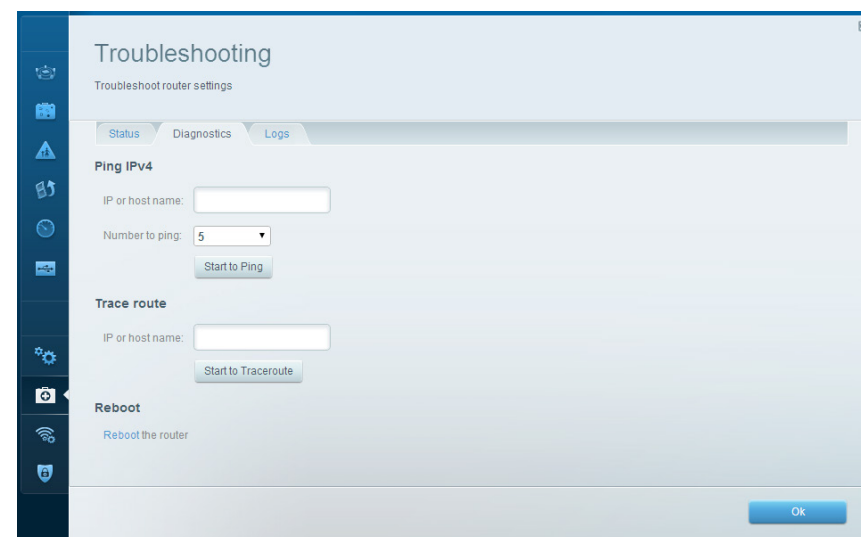 Troubleshooting
Troubleshoot router settings
Status Diagnostics Logs
Ping IPv4
IP or host name:
Number to ping: 5
Start to Ping
Trace route
IP or host name:
Start to Traceroute
Reboot
Reboot the router
Ok